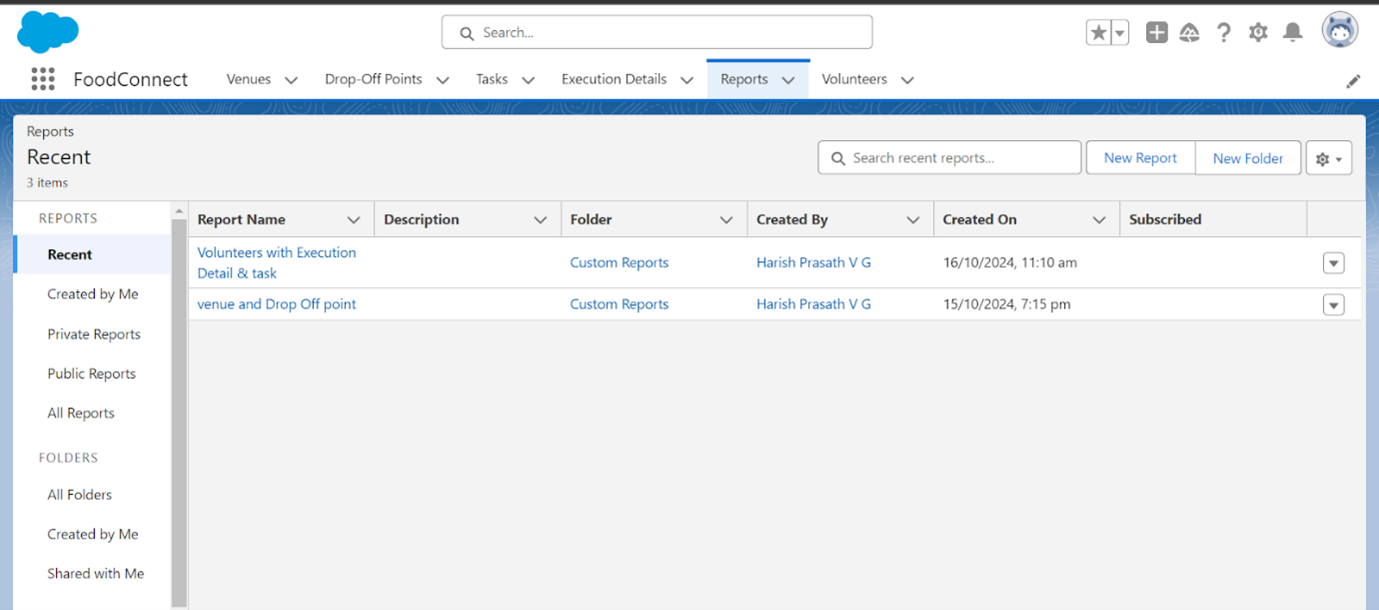 Search...
FoodConnect
Venues
Drop-Off Points
Tasks
Execution Details
Reports
Volunteers
Reports
Recent
3 items
Search recent reports...
New Report
New Folder
REPORTS
Recent
Created by Me
Private Reports
Public Reports
All Reports
FOLDERS
All Folders
Created by Me
Shared with Me
Report Name
Description
Folder
Created By
Created On
Subscribed
Volunteers with Execution
Detail & task
Custom Reports
Harish Prasath V G
16/10/2024, 11:10 am
venue and Drop Off point
Custom Reports
Harish Prasath V G
15/10/2024, 7:15 pm